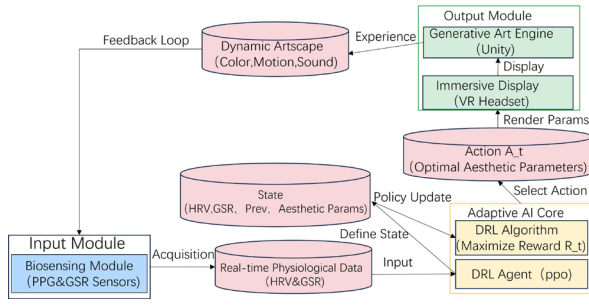 Output Module
Feedback Loop
Dynamic Artscape
(Color,Motion,Sound)
Experience
Generative Art Engine
(Unity)
Display
Immersive Display
(VR Headset)
Render Params
Action A_t
(Optimal Aesthetic Parameters)
State
(HRV,GSR、Prev、Aesthetic Params)
Policy Update
Select Action
Adaptive AI Core
DRL Algorithm
(Maximize Reward R_t)
Define State
Input Module
Biosensing Module
(PPG&GSR Sensors)
Acquisition
Real-time Physiological Data
(HRV&GSR)
Input
DRL Agent（ppo）